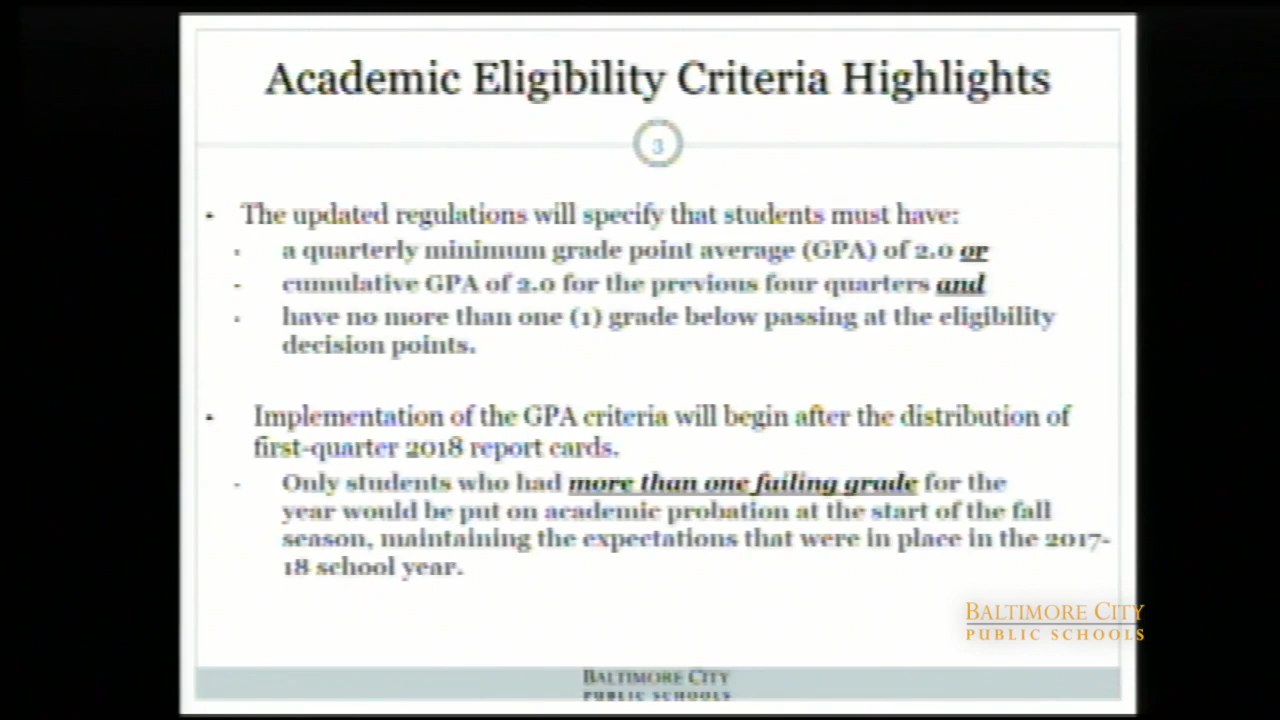 Academic Eligibility Criteria Highlights
3
• The updated regulations will specify that students must have:
• a quarterly minimum grade point average (GPA) of 2.0 or
• cumulative GPA of 2.0 for the previous four quarters and
• have no more than one (1) grade below passing at the eligibility
decision points.
• Implementation of the GPA criteria will begin after the distribution of
first-quarter 2018 report cards.
• Only students who had more than one failing grade for the
year would be put on academic probation at the start of the fall
season, maintaining the expectations that were in place in the 2017-
18 school year.
BALTIMORE CITY
PUBLIC SCHOOLS
BALTIMORE CITY
PUBLIC SCHOOLS